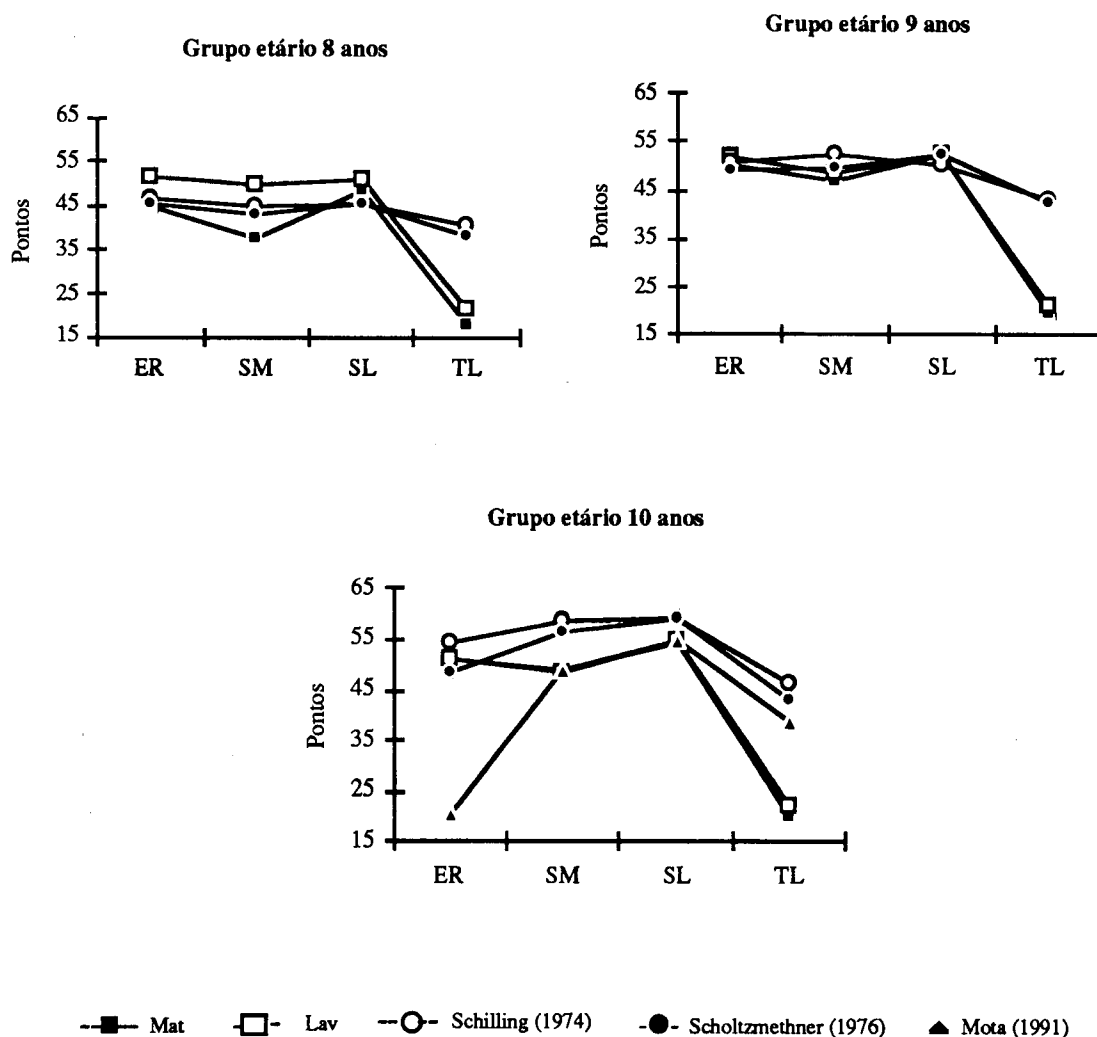 Grupo etário 8 anos
Pontos
65
55
45
35
25
15
ER SM SL TL
Grupo etário 9 anos
Pontos
65
55
45
35
25
15
ER SM SL TL
Grupo etário 10 anos
Pontos
65
55
45
35
25
15
ER SM SL TL
Mat Lav Schilling (1974) Scholtzmethner (1976) Mota (1991)